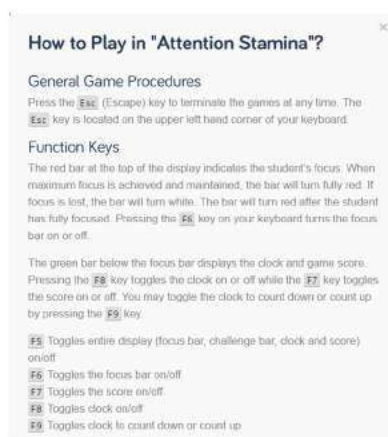 ×
How to Play in "Attention Stamina"?
General Game Procedures
Press the Esc (Escape) key to terminate the games at any time. The
Esc key is located on the upper left hand corner of your keyboard.
Function Keys
The red bar at the top of the display indicates the student's focus. When
maximum focus is achieved and maintained, the bar will turn fully red. If
focus is lost, the bar will turn white. The bar will turn red after the student
has fully focused. Pressing the F6 key on your keyboard turns the focus
bar on or off.
The green bar below the focus bar displays the clock and game score.
Pressing the F8 key toggles the clock on or off while the F7 key toggles
the score on or off. You may toggle the clock to count down or count up
by pressing the F9 key.
F5 Toggles entire display (focus bar, challenge bar, clock and score)
on/off
F6 Toggles the focus bar on/off
F7 Toggles the score on/off
F8 Toggles clock on/off
F9 Toggles clock to count down or count up